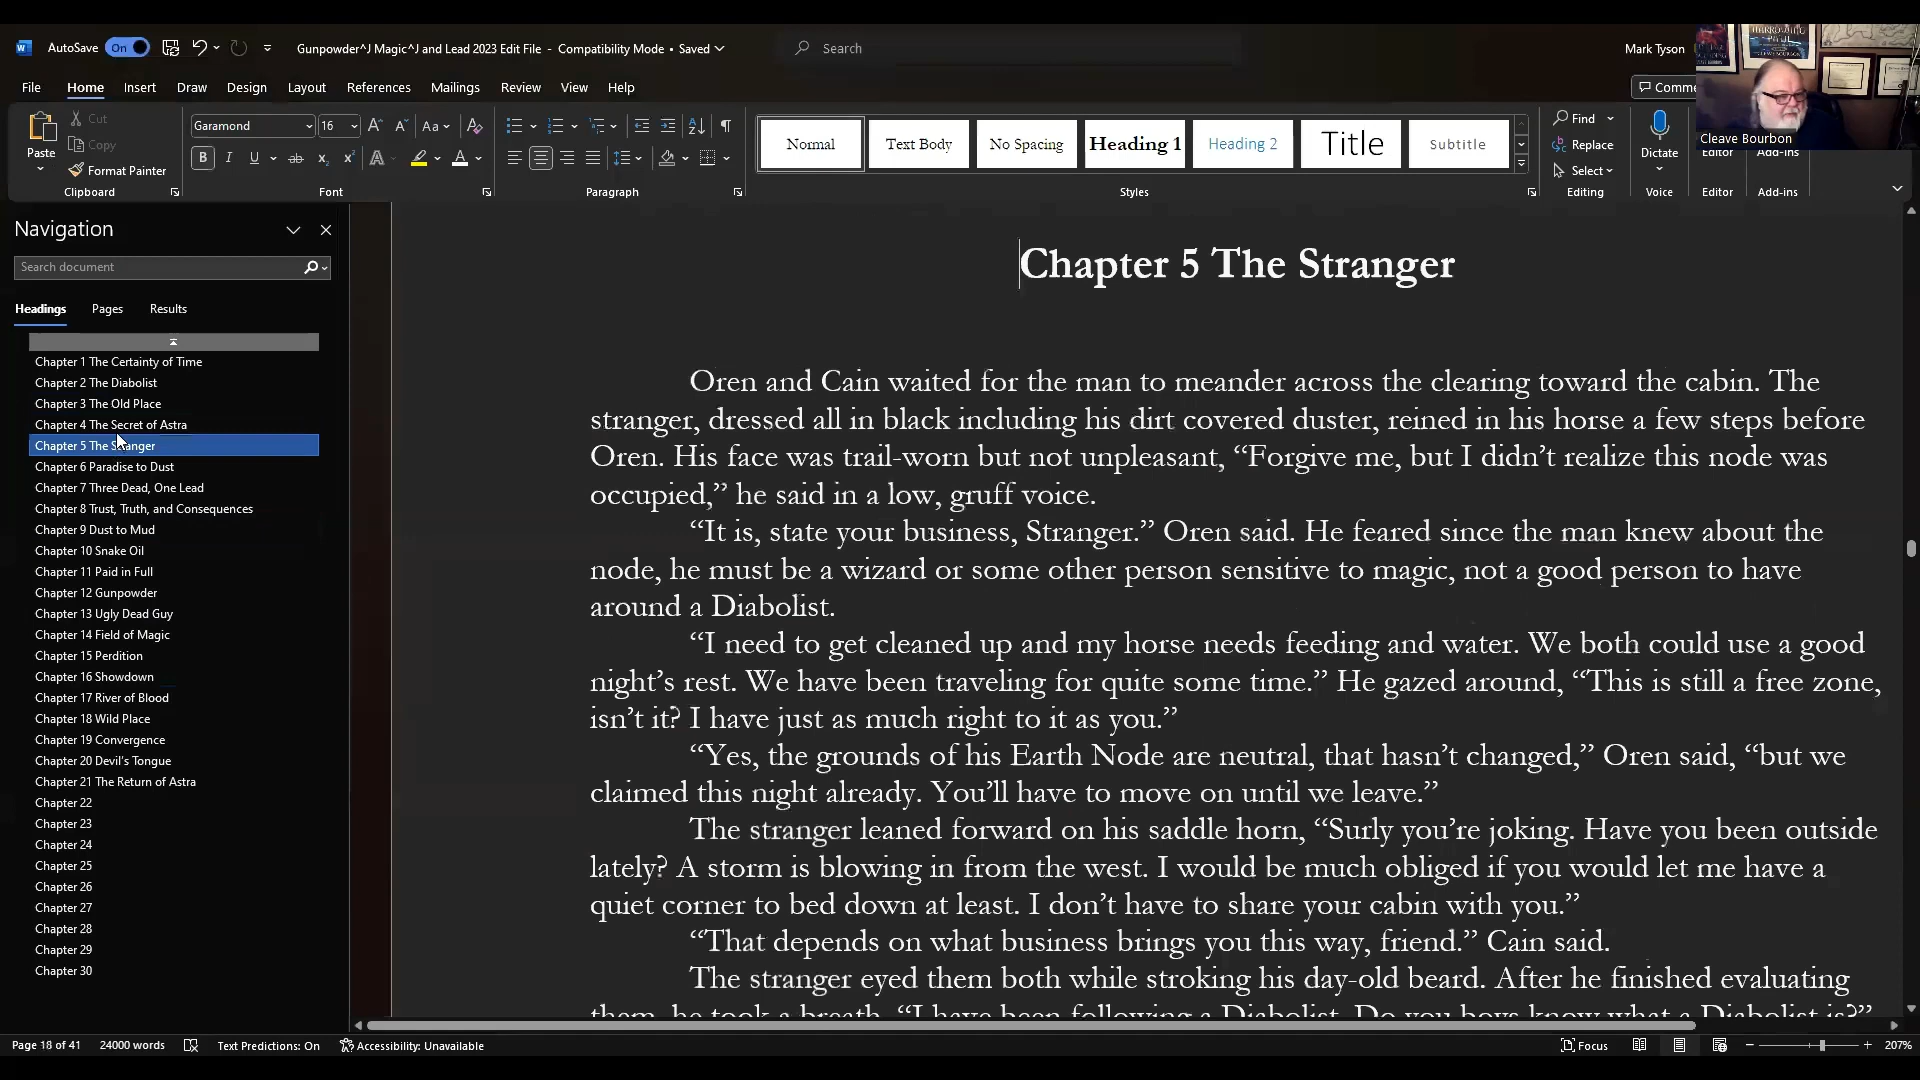 AutoSave On Gunpowder^J Magic^J and Lead 2023 Edit File - Compatibility Mode • Saved Search Mark Tyson
File Home Insert Draw Design Layout References Mailings Review View Help Comme
Paste Cut Copy Format Painter Clipboard
Garamond 16 Font
Paragraph
Normal Text Body No Spacing Heading 1 Heading 2 Title Subtitle
Styles
Find
Replace
Select
Editing
Dictate
Voice
Editor
Editor
Add-ins
Add-ins
Cleave Bourbon
Navigation
Search document
Headings Pages Results
Chapter 1 The Certainty of Time
Chapter 2 The Diabolist
Chapter 3 The Old Place
Chapter 4 The Secret of Astra
Chapter 5 The Stranger
Chapter 6 Paradise to Dust
Chapter 7 Three Dead, One Lead
Chapter 8 Trust, Truth, and Consequences
Chapter 9 Dust to Mud
Chapter 10 Snake Oil
Chapter 11 Paid in Full
Chapter 12 Gunpowder
Chapter 13 Ugly Dead Guy
Chapter 14 Field of Magic
Chapter 15 Perdition
Chapter 16 Showdown
Chapter 17 River of Blood
Chapter 18 Wild Place
Chapter 19 Convergence
Chapter 20 Devil's Tongue
Chapter 21 The Return of Astra
Chapter 22
Chapter 23
Chapter 24
Chapter 25
Chapter 26
Chapter 27
Chapter 28
Chapter 29
Chapter 30
Chapter 5 The Stranger
Oren and Cain waited for the man to meander across the clearing toward the cabin. The
stranger, dressed all in black including his dirt covered duster, reined in his horse a few steps before
Oren. His face was trail-worn but not unpleasant, “Forgive me, but I didn’t realize this node was
occupied,” he said in a low, gruff voice.
“It is, state your business, Stranger.” Oren said. He feared since the man knew about the
node, he must be a wizard or some other person sensitive to magic, not a good person to have
around a Diabolist.
“I need to get cleaned up and my horse needs feeding and water. We both could use a good
night’s rest. We have been traveling for quite some time.” He gazed around, “This is still a free zone,
isn’t it? I have just as much right to it as you.”
“Yes, the grounds of his Earth Node are neutral, that hasn’t changed,” Oren said, “but we
claimed this night already. You’ll have to move on until we leave.”
The stranger leaned forward on his saddle horn, “Surly you’re joking. Have you been outside
lately? A storm is blowing in from the west. I would be much obliged if you would let me have a
quiet corner to bed down at least. I don’t have to share your cabin with you.”
“That depends on what business brings you this way, friend.” Cain said.
The stranger eyed them both while stroking his day-old beard. After he finished evaluating
them, he took a breath. “I have been following a Diabolist. Do you boys know what a Diabolist is?”
Page 18 of 41 24000 words Text Predictions: On Accessibility: Unavailable Focus 207%